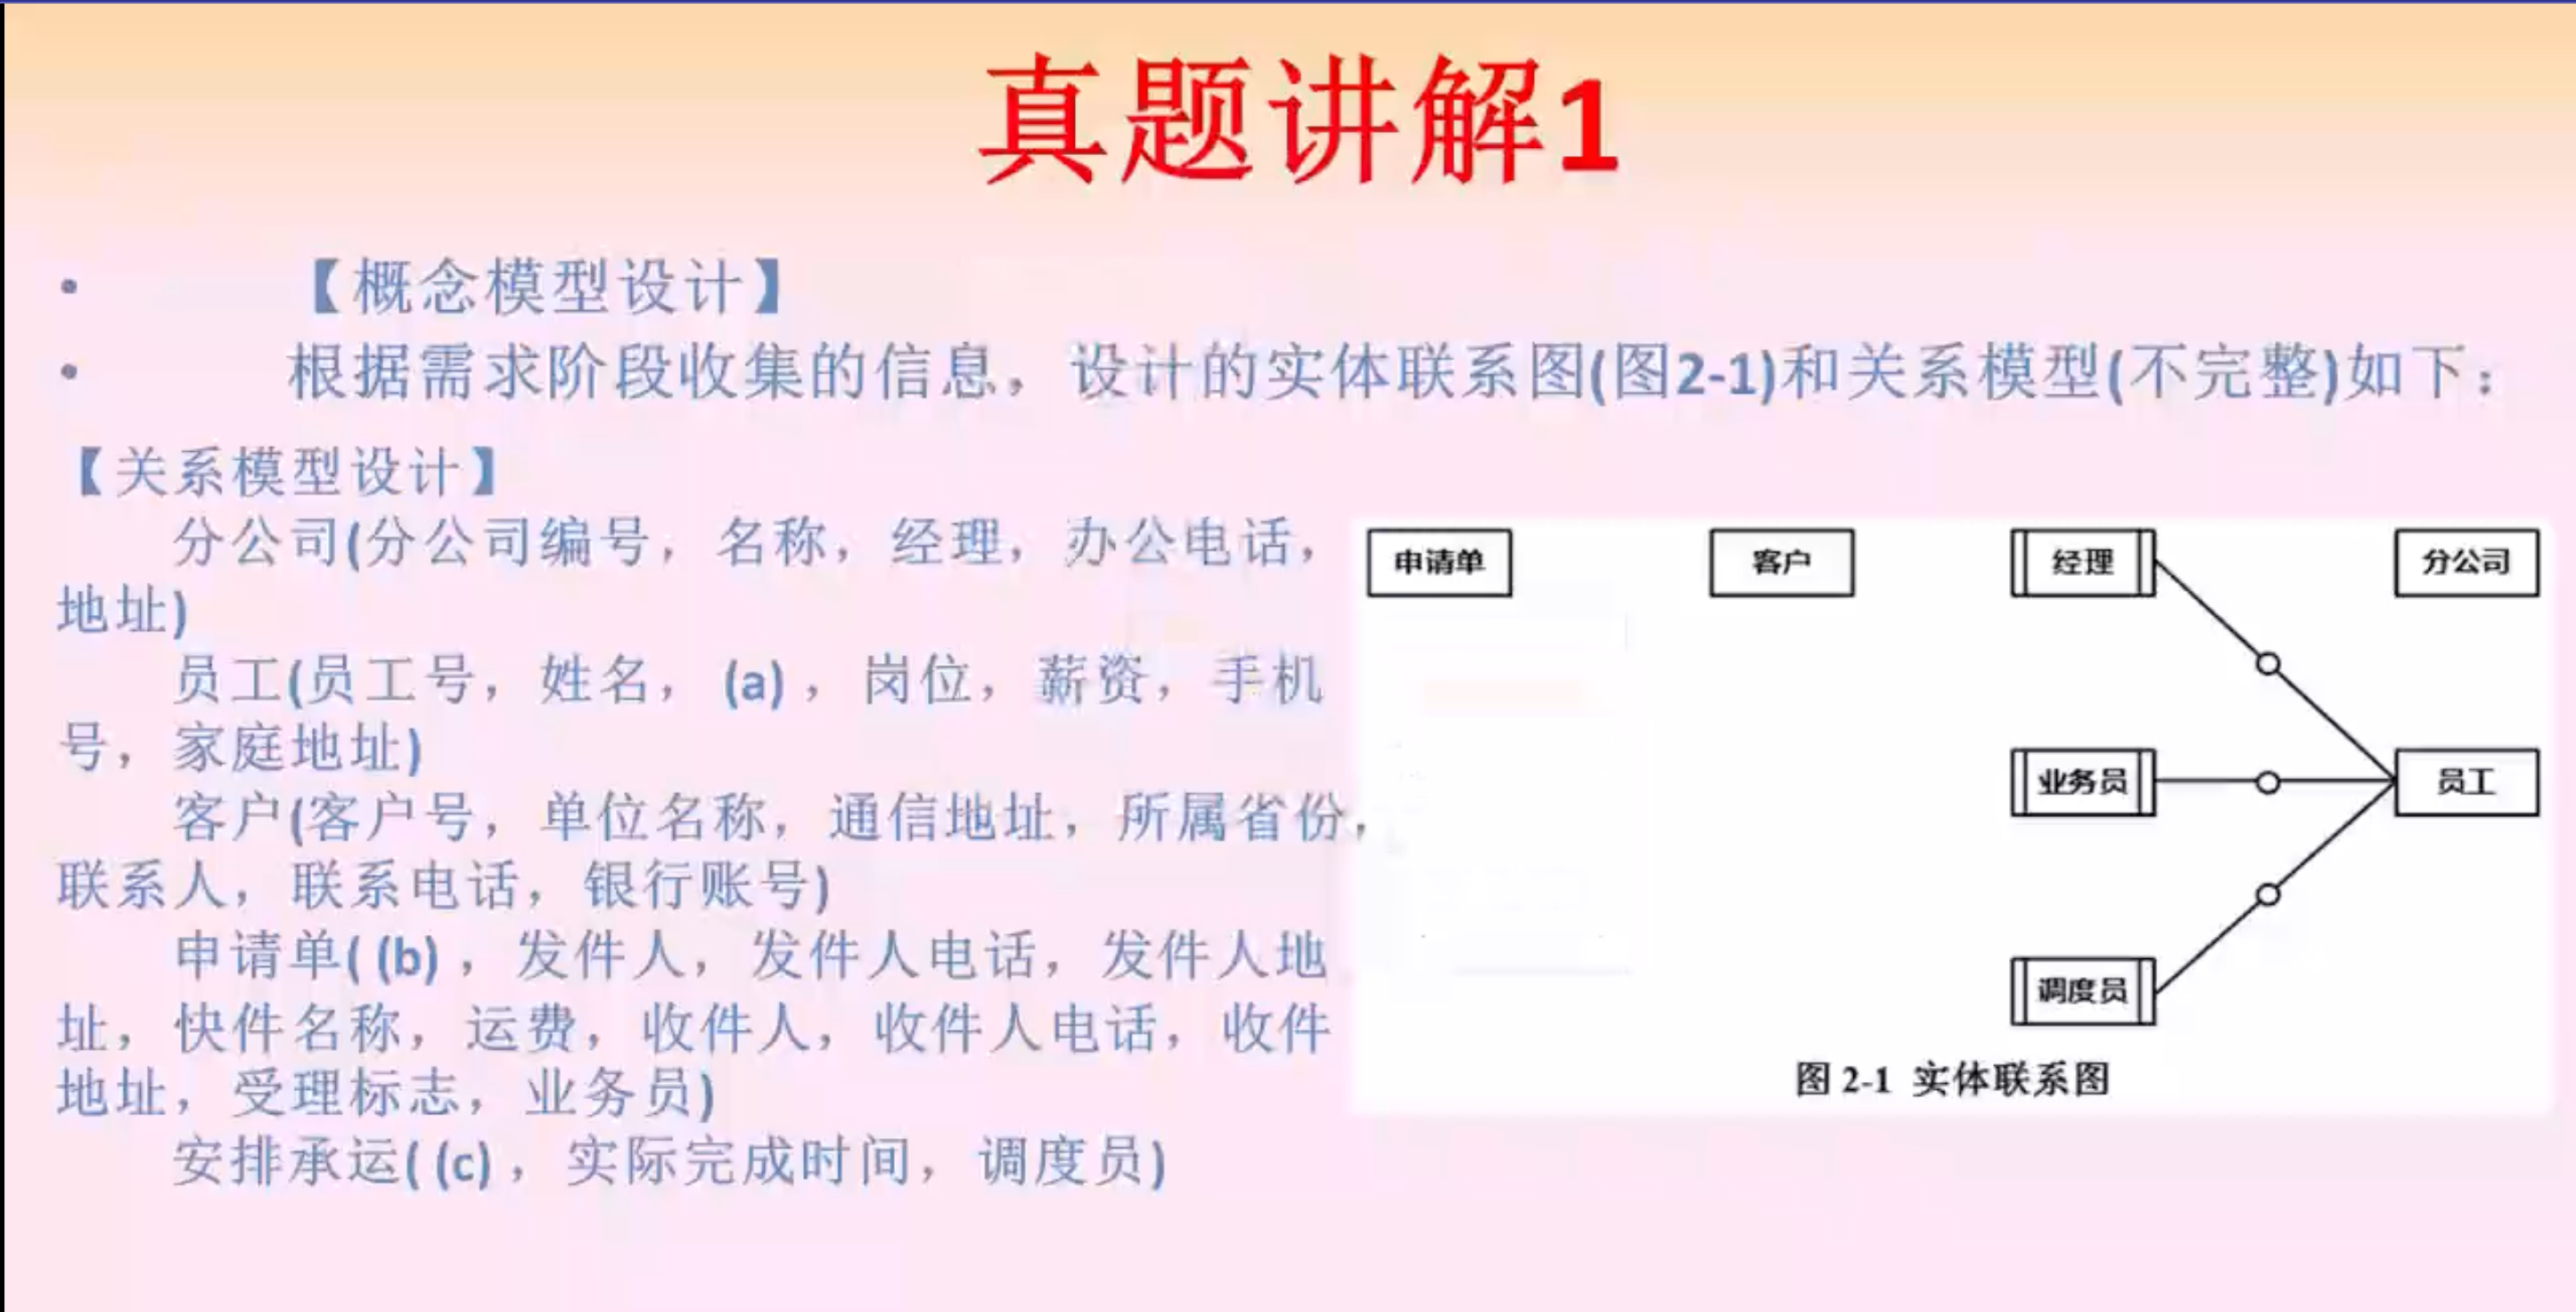 真题讲解1
• 【概念模型设计】
• 根据需求阶段收集的信息，设计的实体联系图(图2-1)和关系模型(不完整)如下：
【关系模型设计】
分公司(分公司编号，名称，经理，办公电话，
地址)
员工(员工号，姓名， (a) ，岗位，薪资，手机
号，家庭地址)
客户(客户号，单位名称，通信地址，所属省份，
联系人，联系电话，银行账号)
申请单( (b) ，发件人，发件人电话，发件人地
址，快件名称，运费，收件人，收件人电话，收件
地址，受理标志，业务员)
安排承运( (c) ，实际完成时间，调度员)
申请单
客户
经理
分公司
业务员
员工
调度员
图 2-1 实体联系图